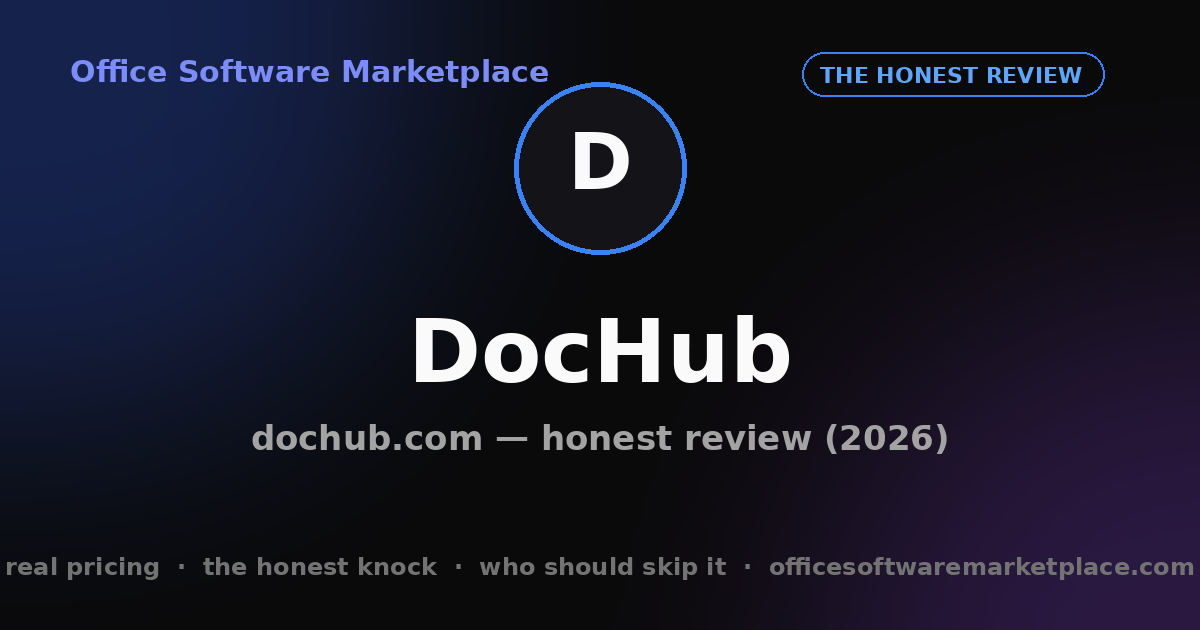 Office Software Marketplace
THE HONEST REVIEW
D
DocHub
dochub.com — honest review (2026)
real pricing · the honest knock · who should skip it · officesoftwaremarketplace.com